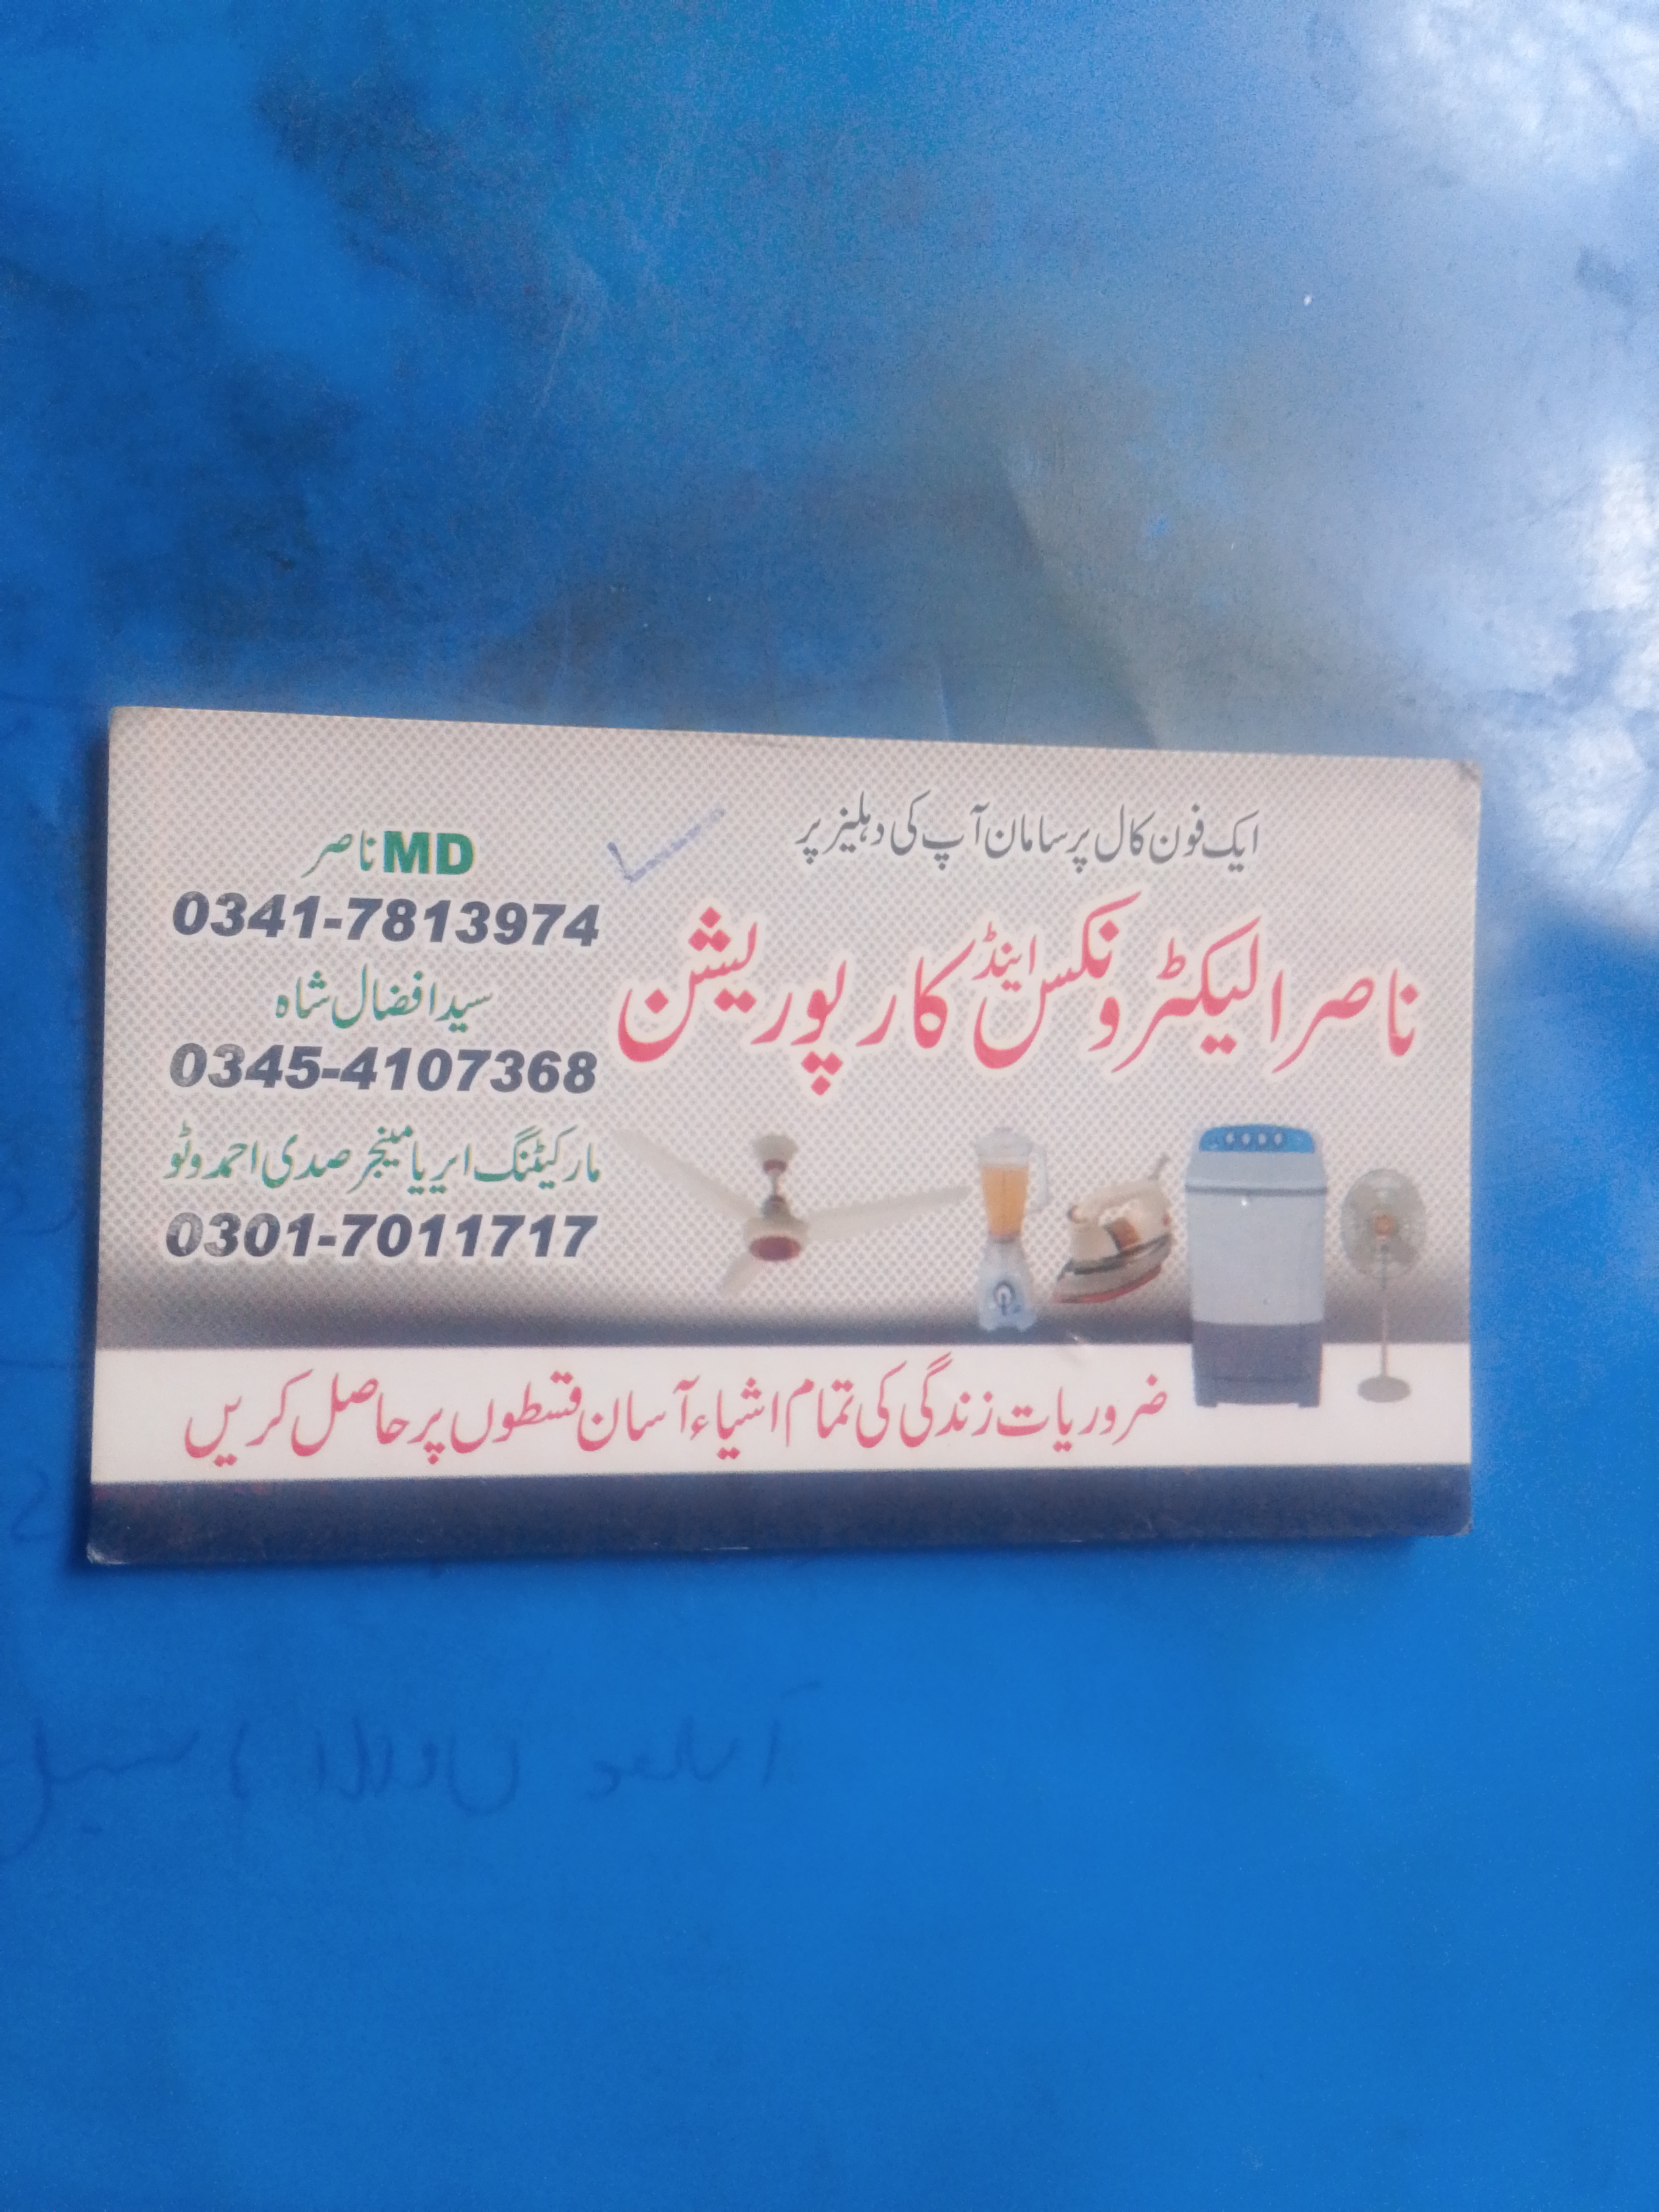 ایک فون کال پر سامان آپ کی دہلیز پر
ناصر الیکٹرونکس اینڈ کارپوریشن
MD ناصر
0341-7813974
سید افضال شاہ
0345-4107368
مارکیٹنگ ایریا مینجر صدی احمد وٹو
0301-7011717
ضروریات زندگی کی تمام اشیاء آسان قسطوں پر حاصل کریں